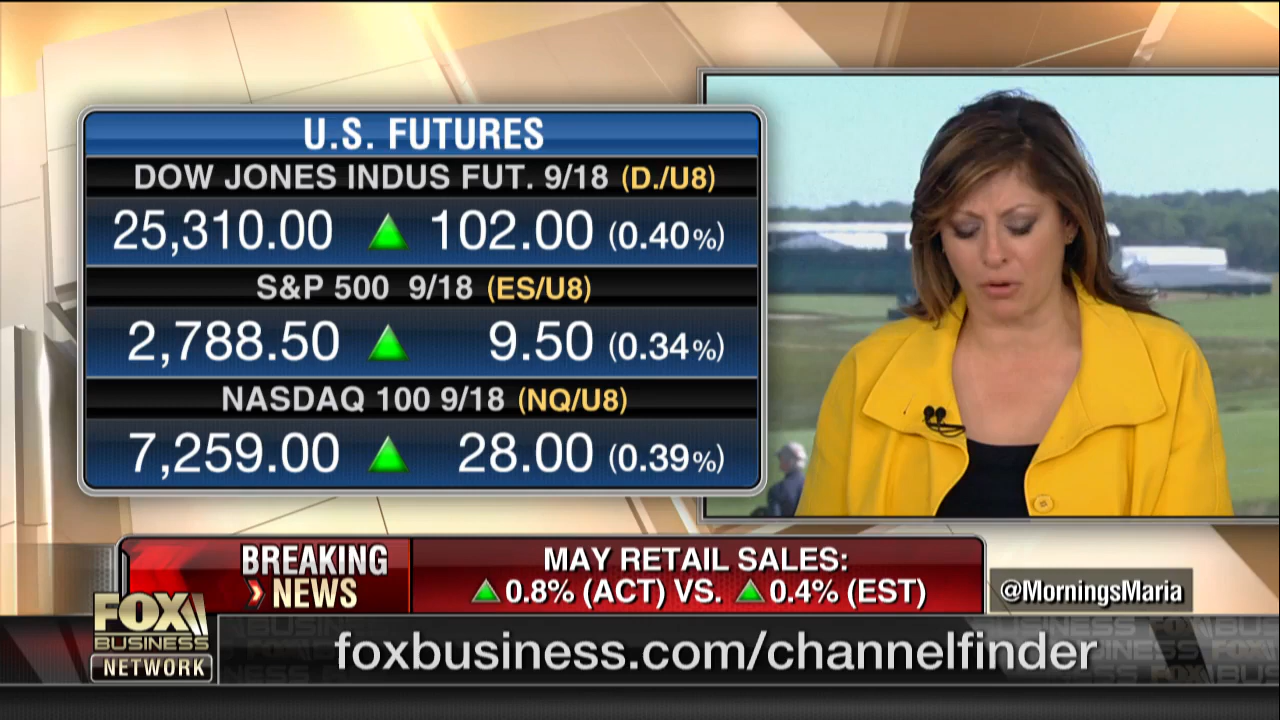 U.S. FUTURES
DOW JONES INDUS FUT. 9/18 (D./U8)
25,310.00 ▲ 102.00 (0.40%)
S&P 500 9/18 (ES/U8)
2,788.50 ▲ 9.50 (0.34%)
NASDAQ 100 9/18 (NQ/U8)
7,259.00 ▲ 28.00 (0.39%)
BREAKING
NEWS
MAY RETAIL SALES:
▲ 0.8% (ACT) VS. ▲ 0.4% (EST)
@MorningsMaria
FOX
BUSINESS
NETWORK
foxbusiness.com/channelfinder